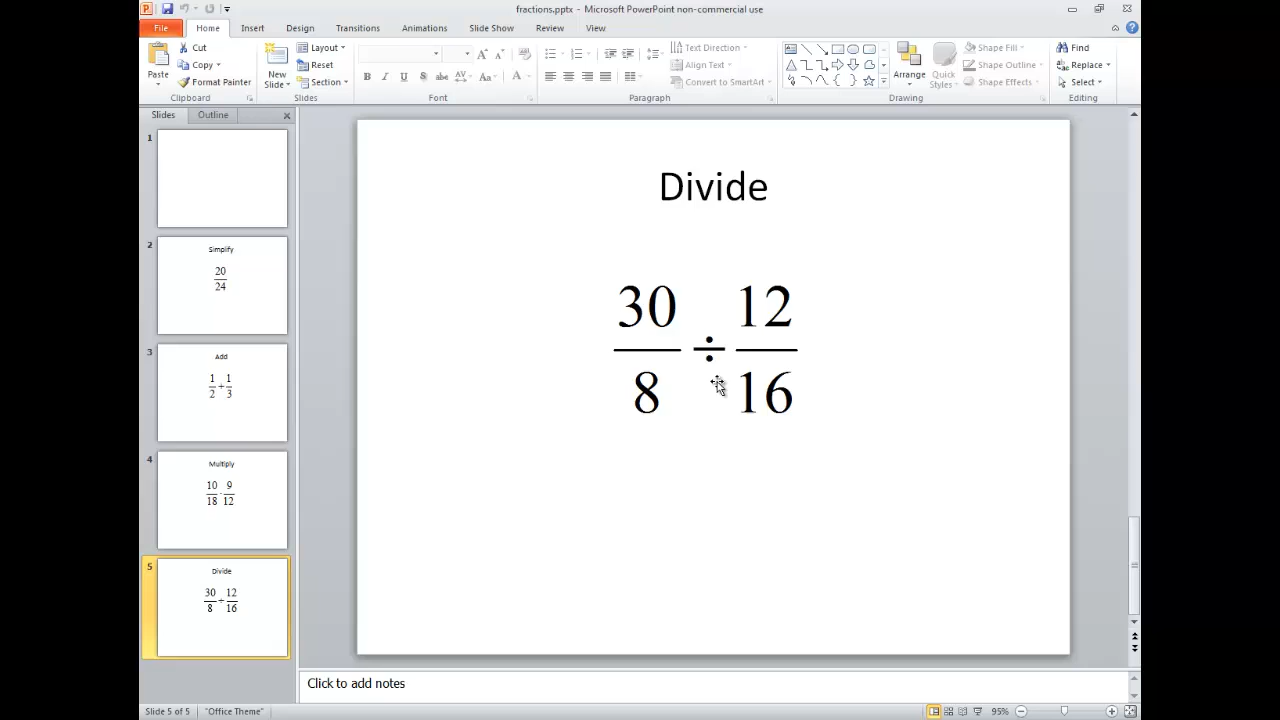 fractions.pptx - Microsoft PowerPoint non-commercial use
File Home Insert Design Transitions Animations Slide Show Review View
Paste
Cut
Copy
Format Painter
Clipboard
New Slide
Layout
Reset
Section
Slides
B I U S abc AV Aa A
Font
Text Direction
Align Text
Convert to SmartArt
Paragraph
Arrange
Quick Styles
Shape Fill
Shape Outline
Shape Effects
Drawing
Find
Replace
Select
Editing
Slides Outline
1
2
Simplify
20
24
3
Add
1 1
+
2 3
4
Multiply
10 9
·
18 12
5
Divide
30 12
÷
8 16
Divide
30 12
÷
8 16
Click to add notes
Slide 5 of 5 "Office Theme" 95%